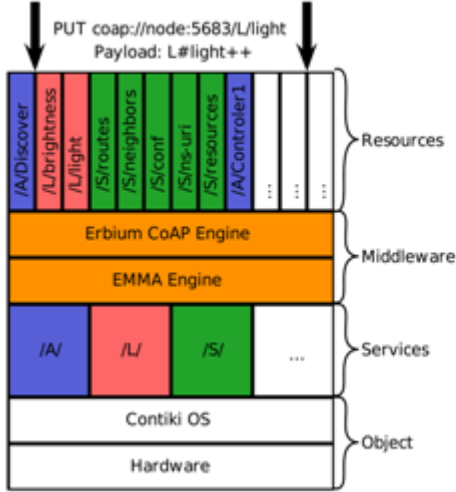 PUT coap://node:5683/L/light
Payload: L#light++
/A/Discover
/L/brightness
/L/light
/S/routes
/S/neighbors
/S/conf
/S/ns-uri
/S/resources
/A/Controler1
...
...
...
Resources
Erbium CoAP Engine
EMMA Engine
Middleware
/A/
/L/
/S/
...
Services
Contiki OS
Hardware
Object